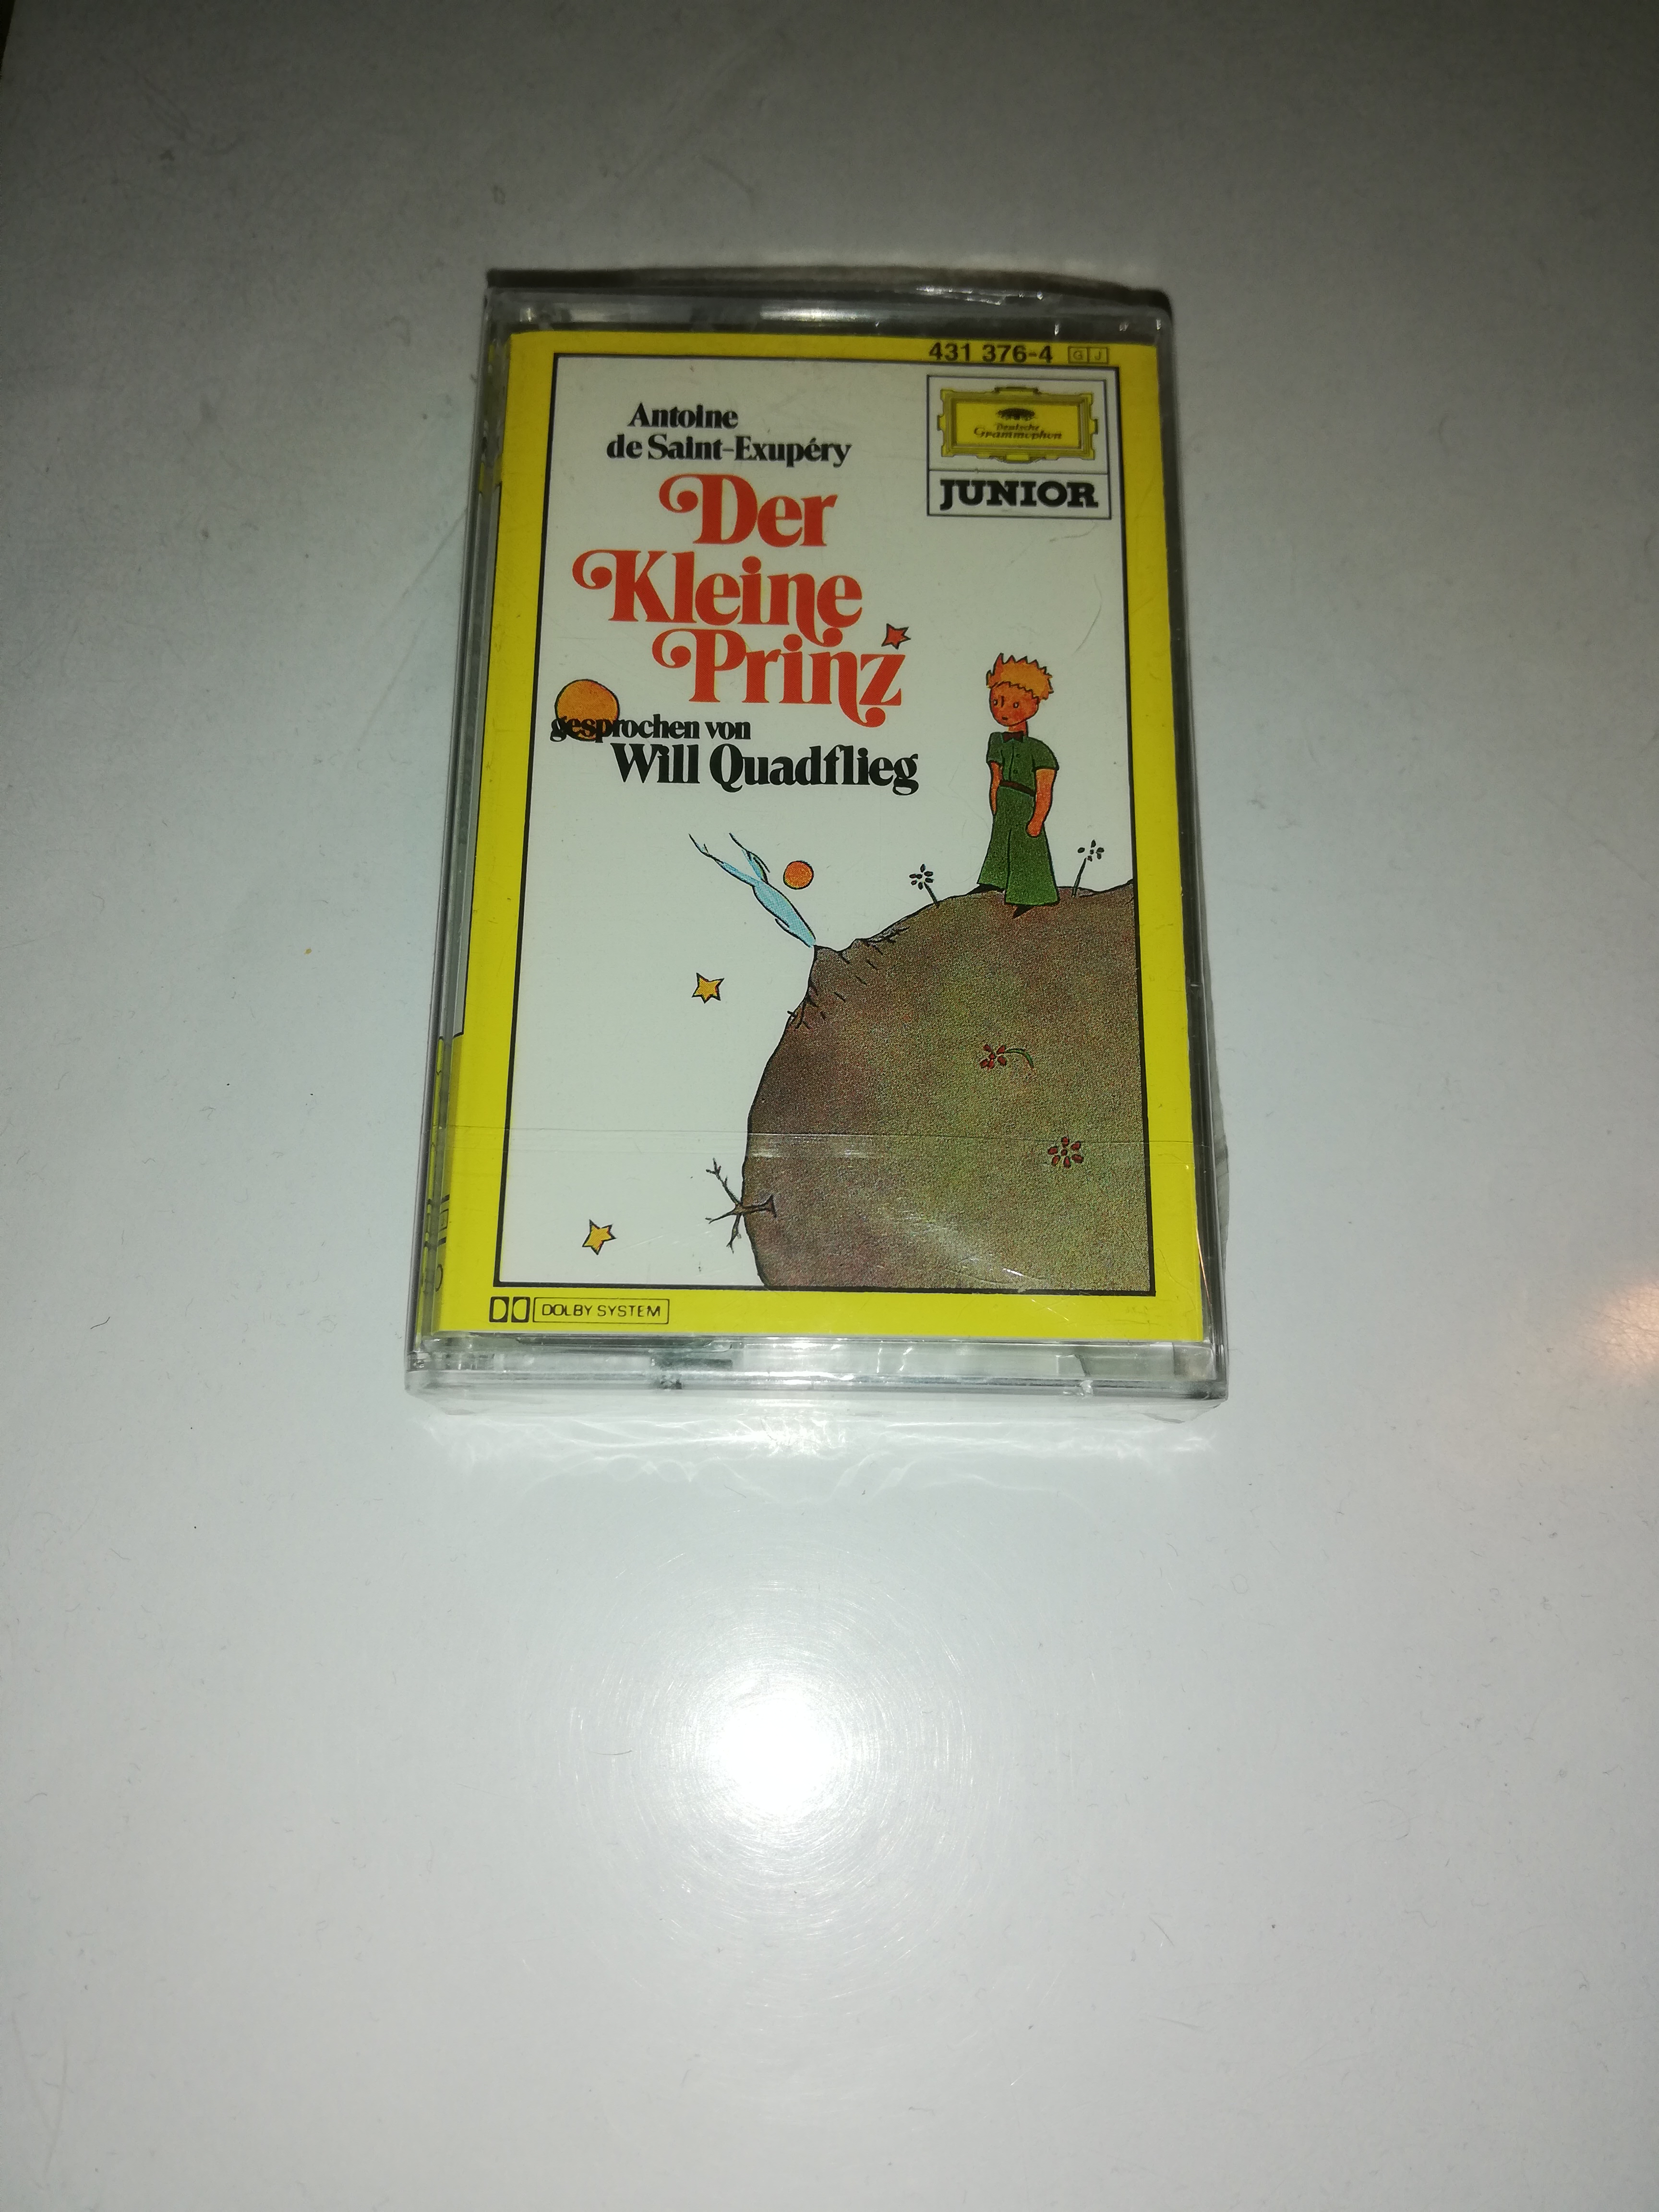 431 376-4 G J
Deutsche
Grammophon
JUNIOR
Antoine
de Saint-Exupéry
Der
Kleine
Prinz
gesprochen von
Will Quadflieg
DOLBY SYSTEM